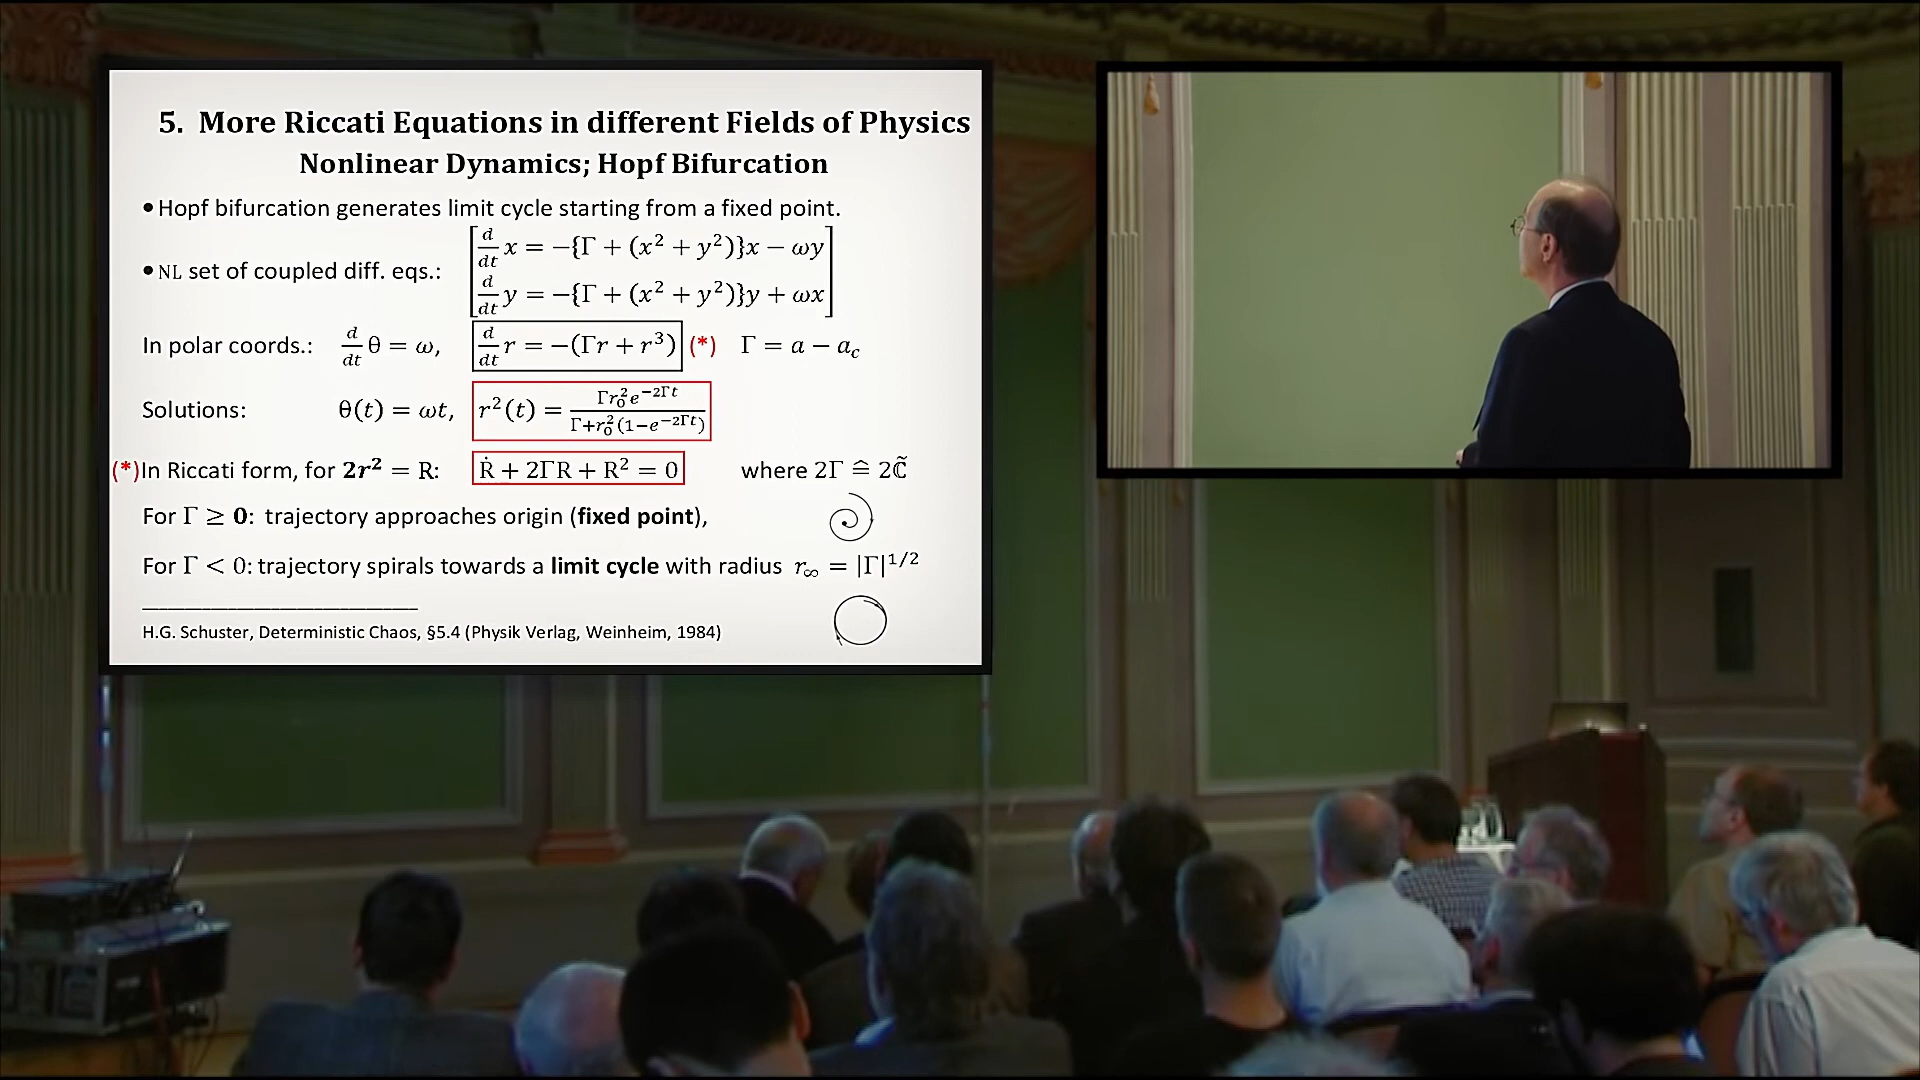 5. More Riccati Equations in different Fields of Physics
Nonlinear Dynamics; Hopf Bifurcation
• Hopf bifurcation generates limit cycle starting from a fixed point.
d/dt x = −{Γ + (x² + y²)}x − ωy
• NL set of coupled diff. eqs.:
d/dt y = −{Γ + (x² + y²)}y + ωx
In polar coords.: d/dt θ = ω, d/dt r = −(Γr + r³) (*) Γ = a − a_c
Solutions: θ(t) = ωt, r²(t) = Γr₀²e^(−2Γt) / Γ+r₀²(1−e^(−2Γt))
(*)In Riccati form, for 2r² = R: Ṙ + 2ΓR + R² = 0 where 2Γ ≙ 2ℂ̃
For Γ ≥ 0: trajectory approaches origin (fixed point),
For Γ < 0: trajectory spirals towards a limit cycle with radius r_∞ = |Γ|^(1/2)
H.G. Schuster, Deterministic Chaos, §5.4 (Physik Verlag, Weinheim, 1984)